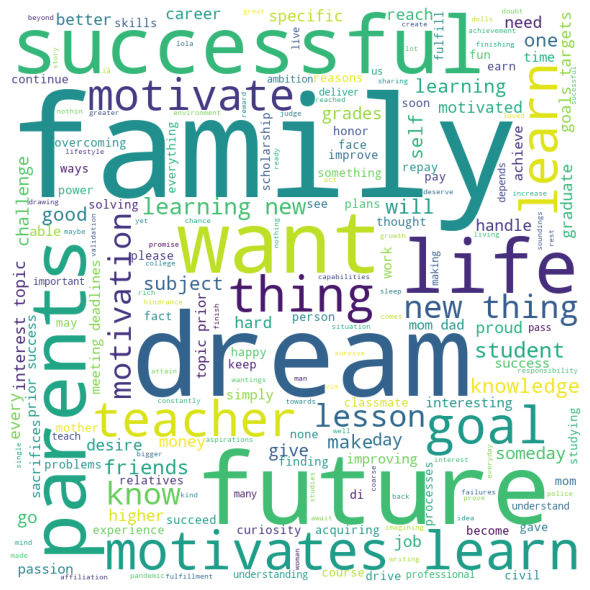 successful
family
dream
future
parents
want
life
thing
motivate
learn
motivates learn
teacher
goal
know
motivation
lesson
new thing
learning new
student
knowledge
subject
will
good
self
friends
make
day
give
job
money
higher
desire
hard
topic prior
interest topic
prior success
meeting deadlines
sacrifices
every
challenge
able
overcoming
solving
please
ways
power
everything
scholarship
career
better
skills
continue
specific
reasons
reach
fulfill
need
one
fun
time
us
live
earn
goals targets
learning
motivated
grades
honor
face
improve
something
soon
deliver
ambition
judge
reward
greater
environment
lola
story
beyond
great
dolls
create
lot
sharing
achievement
finishing
doubt
reached
act
ready
loved
repay
pay
achieve
depends
graduate
handle
increase
rest
soundings
living
work
growth
making
plans
thought
see
nothing
chance
yet
college
validation
promise
maybe
drawing
lifestyle
nothin
important
may
fact
rich
hindrance
finish
capabilities
sleep
person
situation
happy
keep
simply
attain
wantings
man
survive
towards
comes
mom dad
proud
pass
success
responsibility
classmate
interesting
someday
studying
mom
understand
gave
police
idea
everyday
prove
failures
interest
become
civil
professional
processes
acquiring
improving
finding
none
well
aspirations
bigger
constantly
mother
teach
problems
relatives
succeed
experience
passion
go
mind
made
single
kind
pandemic
affiliation
fulfillment
understanding
curiosity
many
woman
studies
await
di
course
coarse
back
drive
writing
imagining